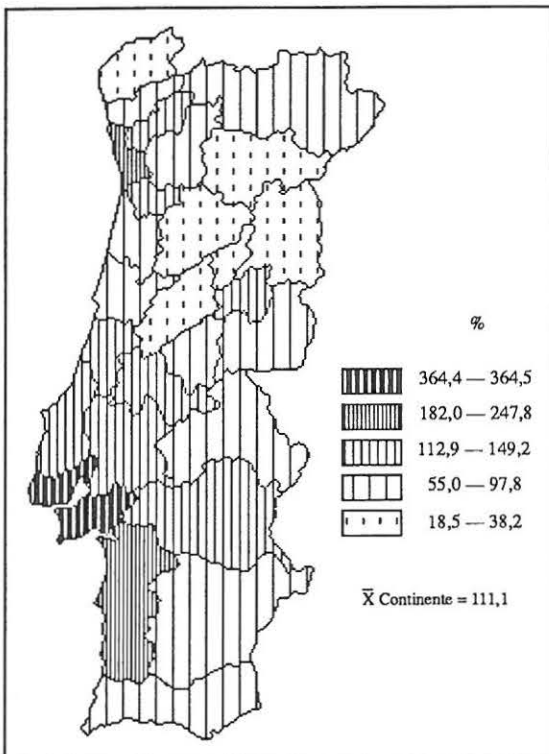 %
364,4 — 364,5
182,0 — 247,8
112,9 — 149,2
55,0 — 97,8
18,5 — 38,2
X̅ Continente = 111,1